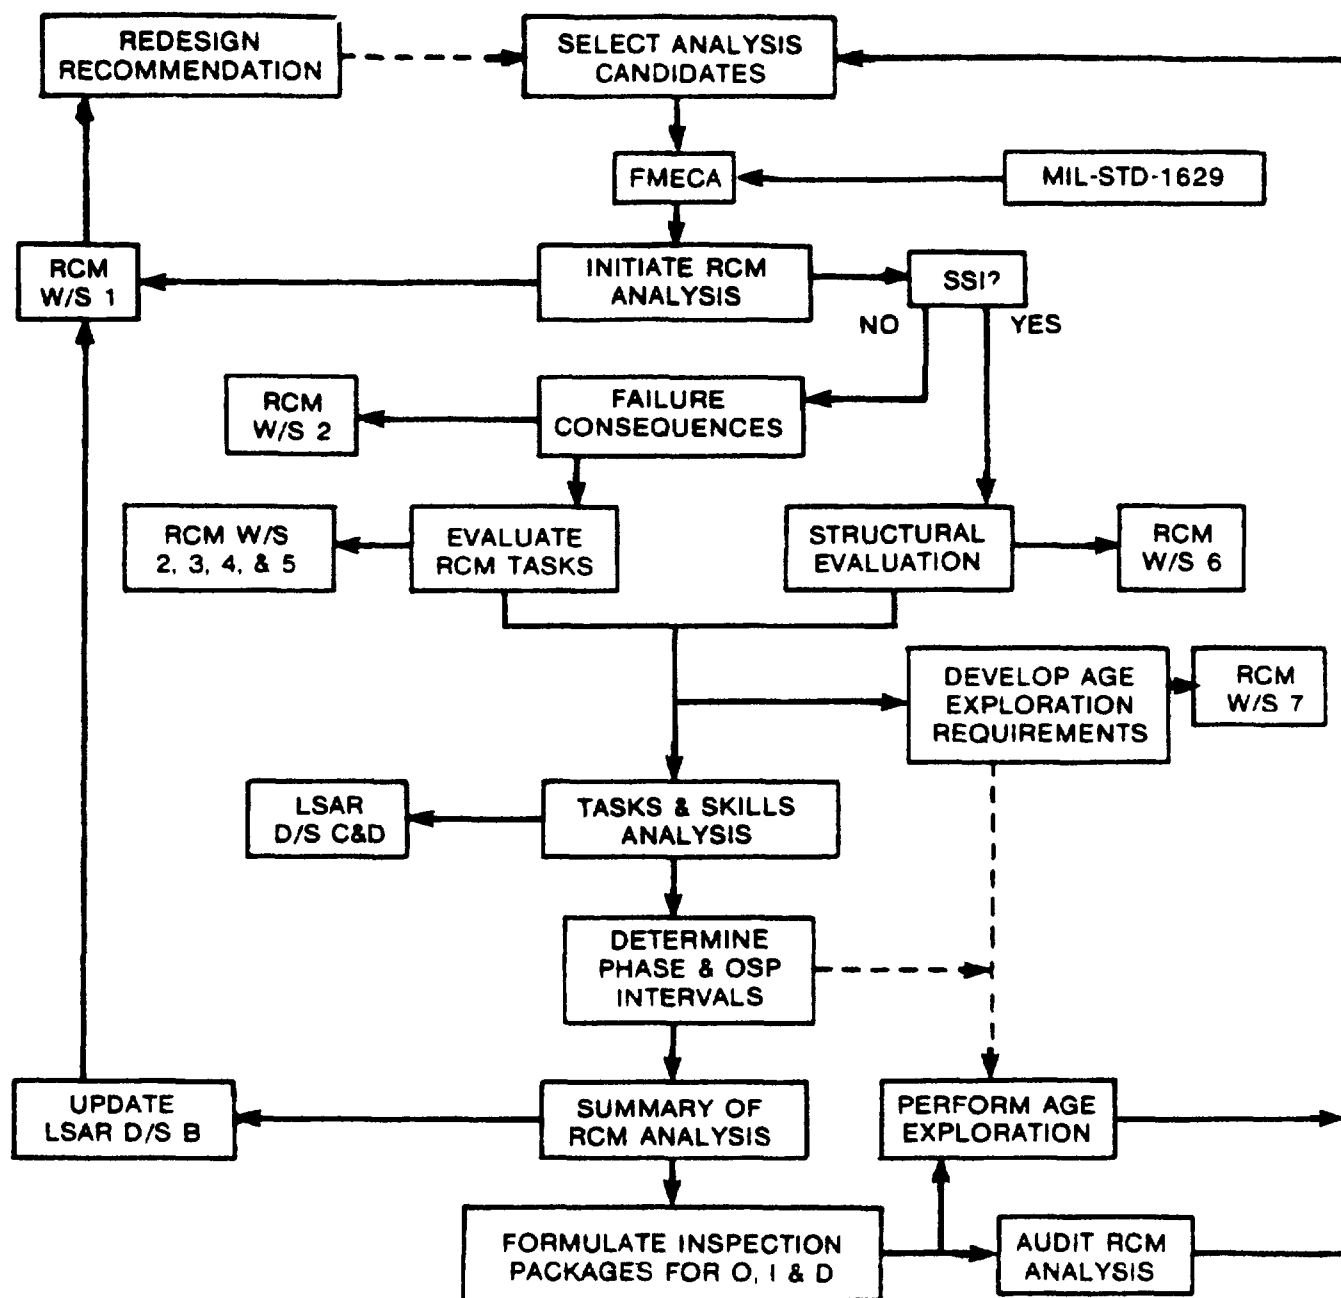 REDESIGN
RECOMMENDATION
SELECT ANALYSIS
CANDIDATES
FMECA
MIL-STD-1629
RCM
W/S 1
INITIATE RCM
ANALYSIS
SSI?
NO
YES
RCM
W/S 2
FAILURE
CONSEQUENCES
RCM W/S
2, 3, 4, & 5
EVALUATE
RCM TASKS
STRUCTURAL
EVALUATION
RCM
W/S 6
DEVELOP AGE
EXPLORATION
REQUIREMENTS
RCM
W/S 7
LSAR
D/S C&D
TASKS & SKILLS
ANALYSIS
DETERMINE
PHASE & OSP
INTERVALS
UPDATE
LSAR D/S B
SUMMARY OF
RCM ANALYSIS
PERFORM AGE
EXPLORATION
FORMULATE INSPECTION
PACKAGES FOR O, I & D
AUDIT RCM
ANALYSIS